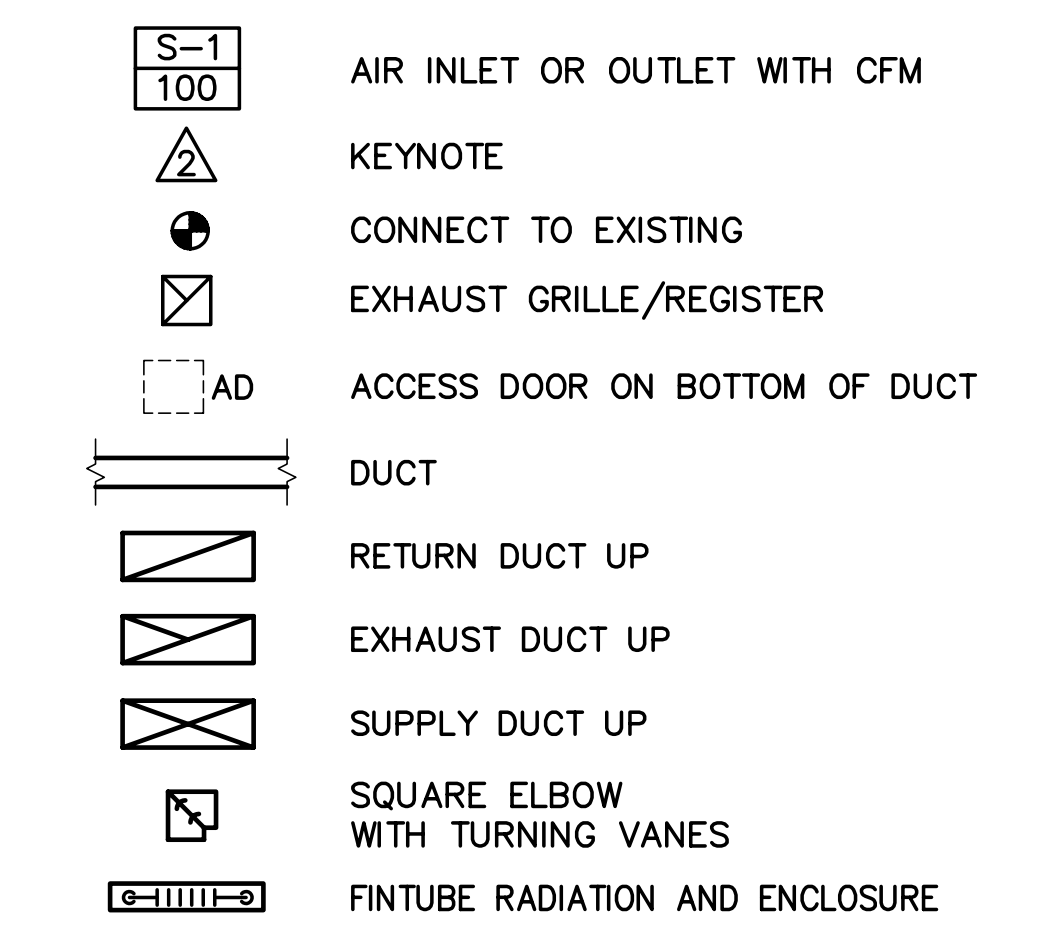 S-1
100
AIR INLET OR OUTLET WITH CFM
2
KEYNOTE
CONNECT TO EXISTING
EXHAUST GRILLE/REGISTER
AD
ACCESS DOOR ON BOTTOM OF DUCT
DUCT
RETURN DUCT UP
EXHAUST DUCT UP
SUPPLY DUCT UP
SQUARE ELBOW
WITH TURNING VANES
FINTUBE RADIATION AND ENCLOSURE